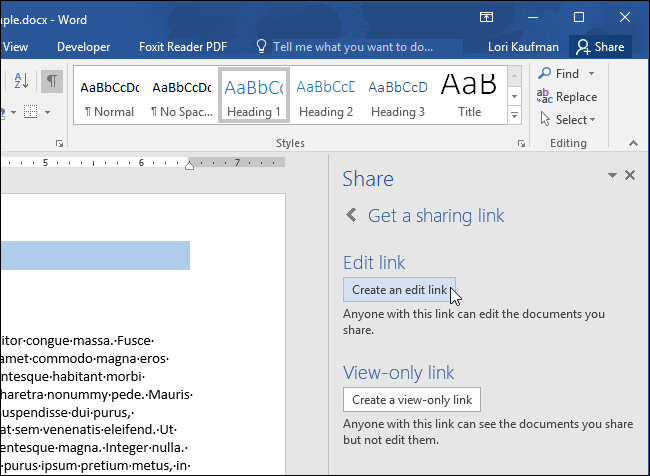 ple.docx - Word
View Developer Foxit Reader PDF Tell me what you want to do... Lori Kaufman Share
AaBbCcDc AaBbCcDc AaBbCc AaBbCcD AaBbCcD AaB
¶ Normal ¶ No Spac... Heading 1 Heading 2 Heading 3 Title
Find
Replace
Select
Styles Editing
5 6 7
Share
Get a sharing link
Edit link
Create an edit link
Anyone with this link can edit the documents you
share.
View-only link
Create a view-only link
Anyone with this link can see the documents you share
but not edit them.
itor·congue·massa.·Fusce·
amet·commodo·magna·eros·
ntesque·habitant·morbi·
haretra·nonummy·pede.·Mauris·
uspendisse·dui·purus,·
at·sem·venenatis·eleifend.·Ut·
entesque·magna.·Integer·nulla.·
purus·ipsum·pretium·metus,·in·